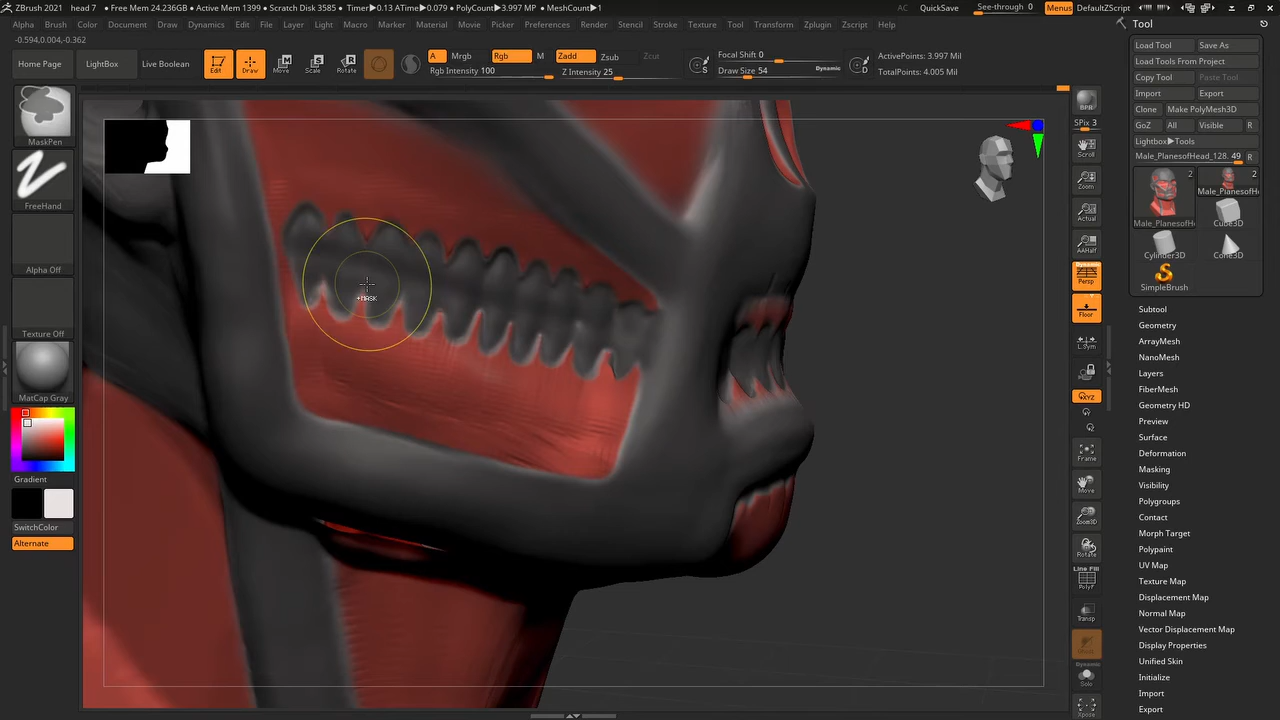 ZBrush 2021 head 7 • Free Mem 24.236GB • Active Mem 1399 • Scratch Disk 3585 • Timer▶0.13 ATime▶0.079 • PolyCount▶3.997 MP • MeshCount▶1 AC QuickSave See-through 0 Menus DefaultZScript
Alpha Brush Color Document Draw Dynamics Edit File Layer Light Macro Marker Material Movie Picker Preferences Render Stencil Stroke Texture Tool Transform Zplugin Zscript Help
Tool
-0.594,0.004,-0.362
Home Page LightBox Live Boolean
Edit Draw Move Scale Rotate
A Mrgb Rgb M Zadd Zsub Zcut
Rgb Intensity 100 Z Intensity 25
S Focal Shift 0
Draw Size 54 Dynamic D
ActivePoints: 3.997 Mil
TotalPoints: 4.005 Mil
MaskPen
FreeHand
Alpha Off
Texture Off
MatCap Gray
Gradient
SwitchColor
Alternate
+MASK
BPR
SPix 3
Scroll
Zoom
Actual
AAHalf
Dynamic
Persp
Floor
L.Sym
XYZ
Frame
Move
Zoom3D
Rotate
Line Fill
PolyF
Transp
Dynamic
Solo
Xpose
Load Tool Save As
Load Tools From Project
Copy Tool Paste Tool
Import Export
Clone Make PolyMesh3D
GoZ All Visible R
Lightbox▶Tools
Male_PlanesofHead_128. 49 R
2 2
Male_PlanesofHe
Male_PlanesofH
Cube3D
Cylinder3D Cone3D
SimpleBrush
Subtool
Geometry
ArrayMesh
NanoMesh
Layers
FiberMesh
Geometry HD
Preview
Surface
Deformation
Masking
Visibility
Polygroups
Contact
Morph Target
Polypaint
UV Map
Texture Map
Displacement Map
Normal Map
Vector Displacement Map
Display Properties
Unified Skin
Initialize
Import
Export